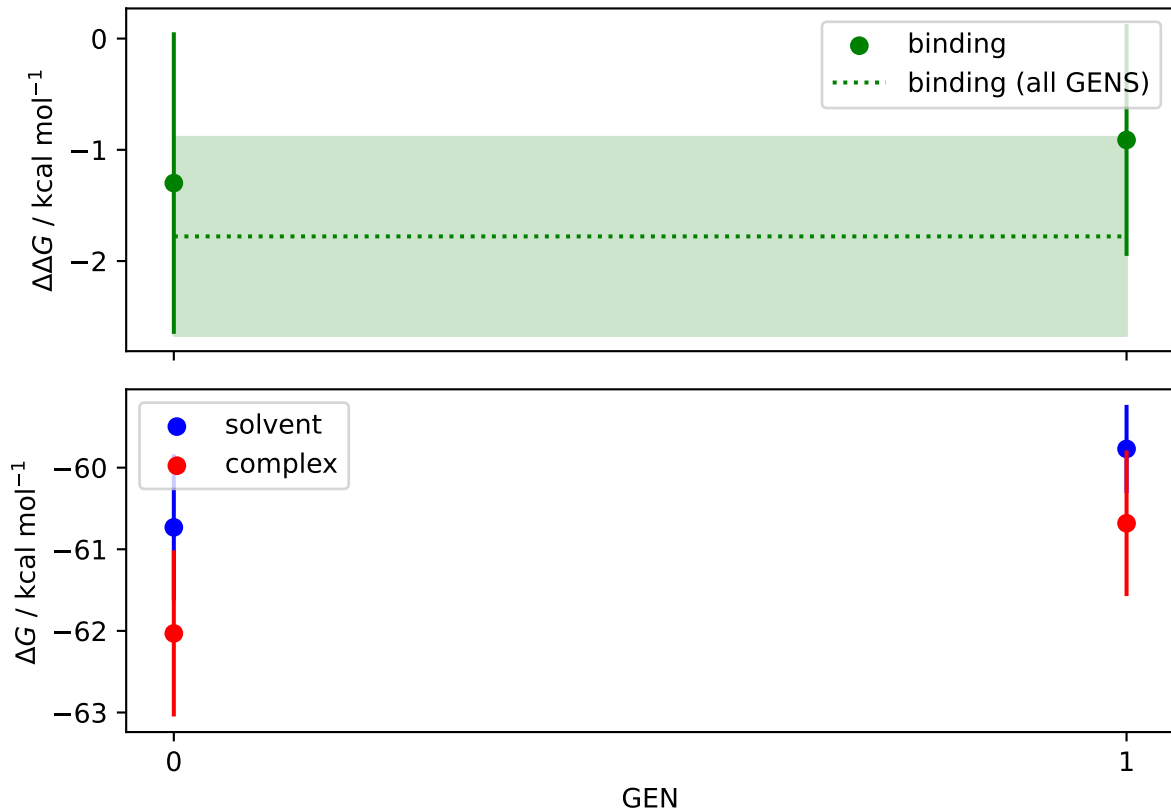 0
−1
−2
ΔΔG / kcal mol⁻¹
binding
binding (all GENS)
−60
−61
−62
−63
ΔG / kcal mol⁻¹
solvent
complex
0
1
GEN